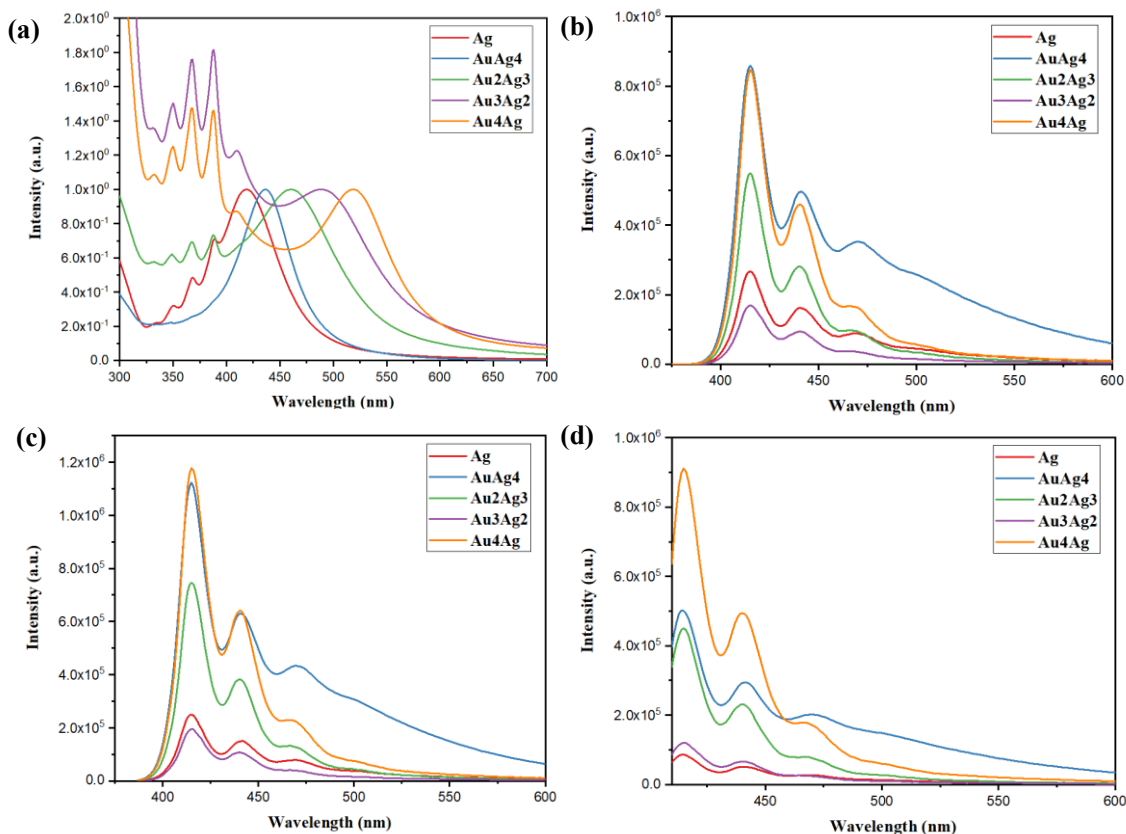 (a)
2.0x10⁰
1.8x10⁰
1.6x10⁰
1.4x10⁰
1.2x10⁰
1.0x10⁰
8.0x10⁻¹
6.0x10⁻¹
4.0x10⁻¹
2.0x10⁻¹
0.0
Intensity (a.u.)
300 350 400 450 500 550 600 650 700
Wavelength (nm)
Ag
AuAg4
Au2Ag3
Au3Ag2
Au4Ag
(b)
1.0x10⁶
8.0x10⁵
6.0x10⁵
4.0x10⁵
2.0x10⁵
0.0
Intensity (a.u.)
400 450 500 550 600
Wavelength (nm)
Ag
AuAg4
Au2Ag3
Au3Ag2
Au4Ag
(c)
1.2x10⁶
1.0x10⁶
8.0x10⁵
6.0x10⁵
4.0x10⁵
2.0x10⁵
0.0
Intensity (a.u.)
400 450 500 550 600
Wavelength (nm)
Ag
AuAg4
Au2Ag3
Au3Ag2
Au4Ag
(d)
1.0x10⁶
8.0x10⁵
6.0x10⁵
4.0x10⁵
2.0x10⁵
0.0
Intensity (a.u.)
450 500 550 600
Wavelength (nm)
Ag
AuAg4
Au2Ag3
Au3Ag2
Au4Ag